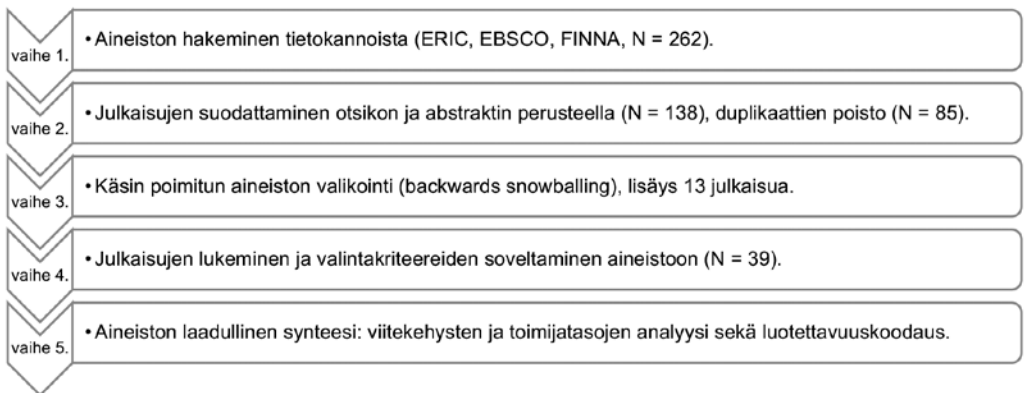 vaihe 1.
• Aineiston hakeminen tietokannoista (ERIC, EBSCO, FINNA, N = 262).
vaihe 2.
• Julkaisujen suodattaminen otsikon ja abstraktin perusteella (N = 138), duplikaattien poisto (N = 85).
vaihe 3.
• Käsin poimitun aineiston valikointi (backwards snowballing), lisäys 13 julkaisua.
vaihe 4.
• Julkaisujen lukeminen ja valintakriteereiden soveltaminen aineistoon (N = 39).
vaihe 5.
• Aineiston laadullinen synteesi: viitekehysten ja toimijatasojen analyysi sekä luotettavuuskoodaus.